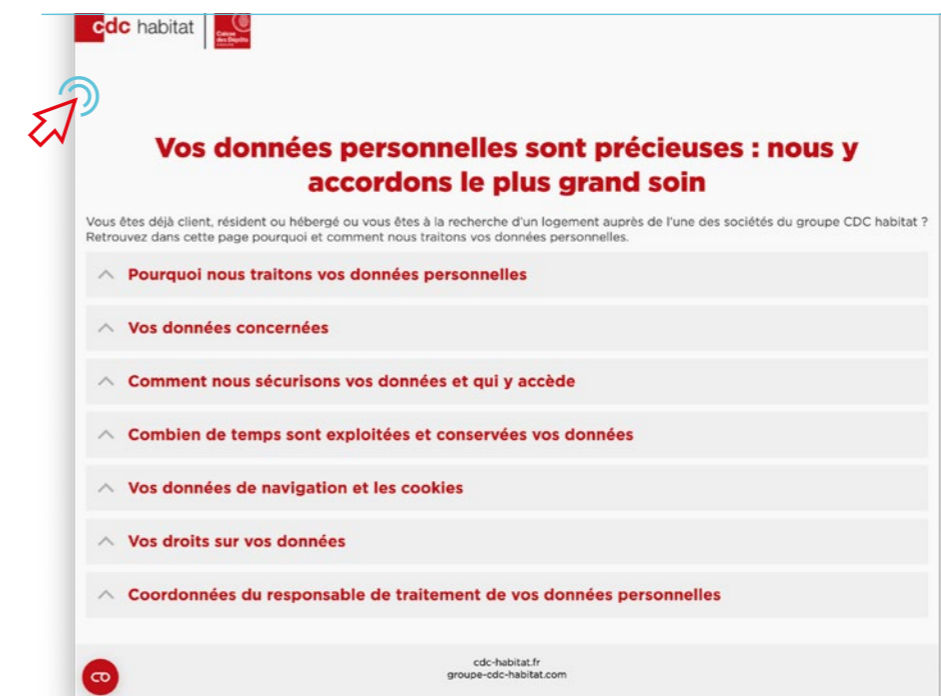 cdc habitat
Caisse
des Dépôts
Vos données personnelles sont précieuses : nous y
accordons le plus grand soin
Vous êtes déjà client, résident ou hébergé ou vous êtes à la recherche d'un logement auprès de l'une des sociétés du groupe CDC habitat ?
Retrouvez dans cette page pourquoi et comment nous traitons vos données personnelles.
Pourquoi nous traitons vos données personnelles
Vos données concernées
Comment nous sécurisons vos données et qui y accède
Combien de temps sont exploitées et conservées vos données
Vos données de navigation et les cookies
Vos droits sur vos données
Coordonnées du responsable de traitement de vos données personnelles
cdc-habitat.fr
groupe-cdc-habitat.com